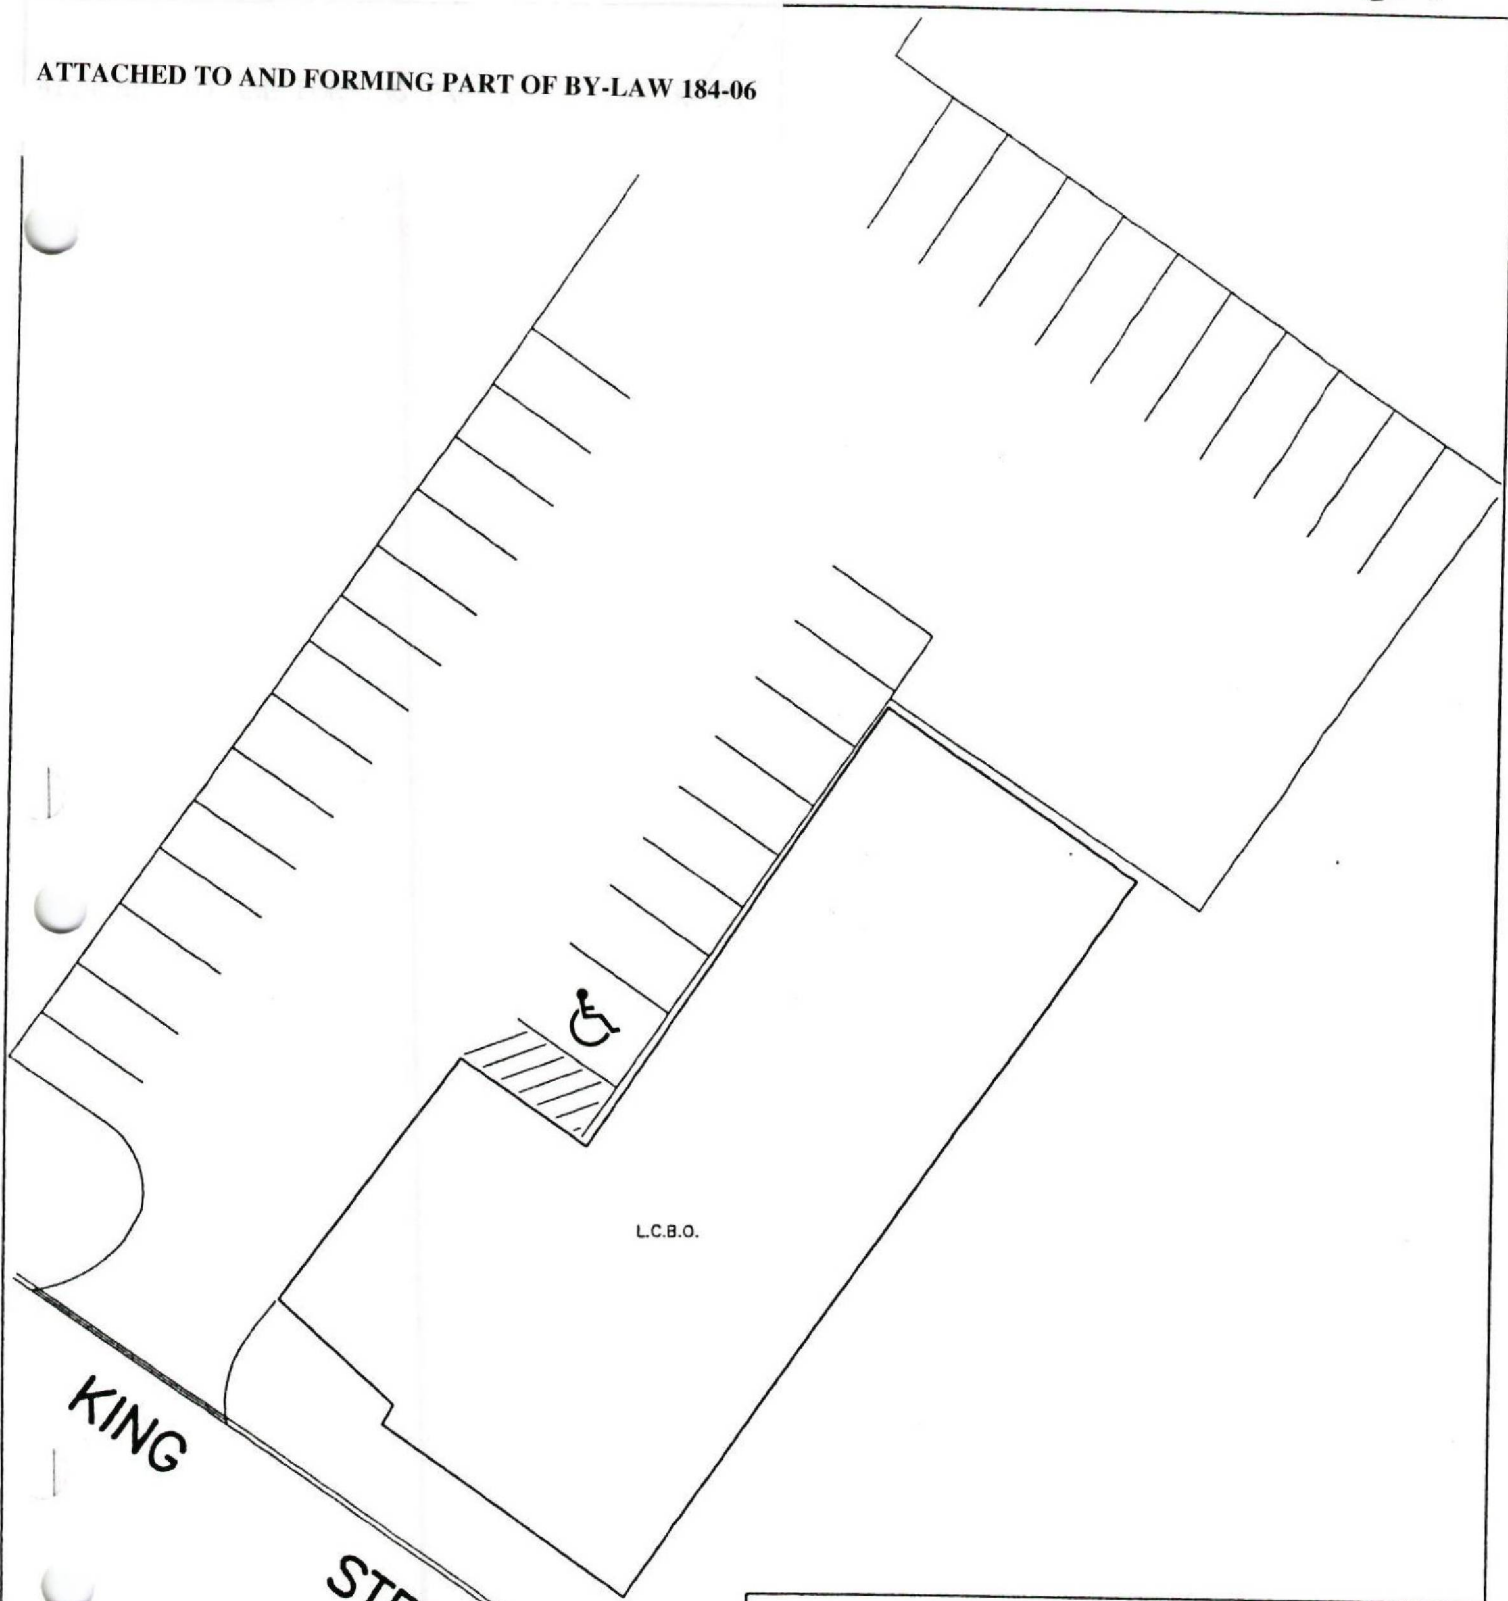 ATTACHED TO AND FORMING PART OF BY-LAW 184-06
L.C.B.O.
KING